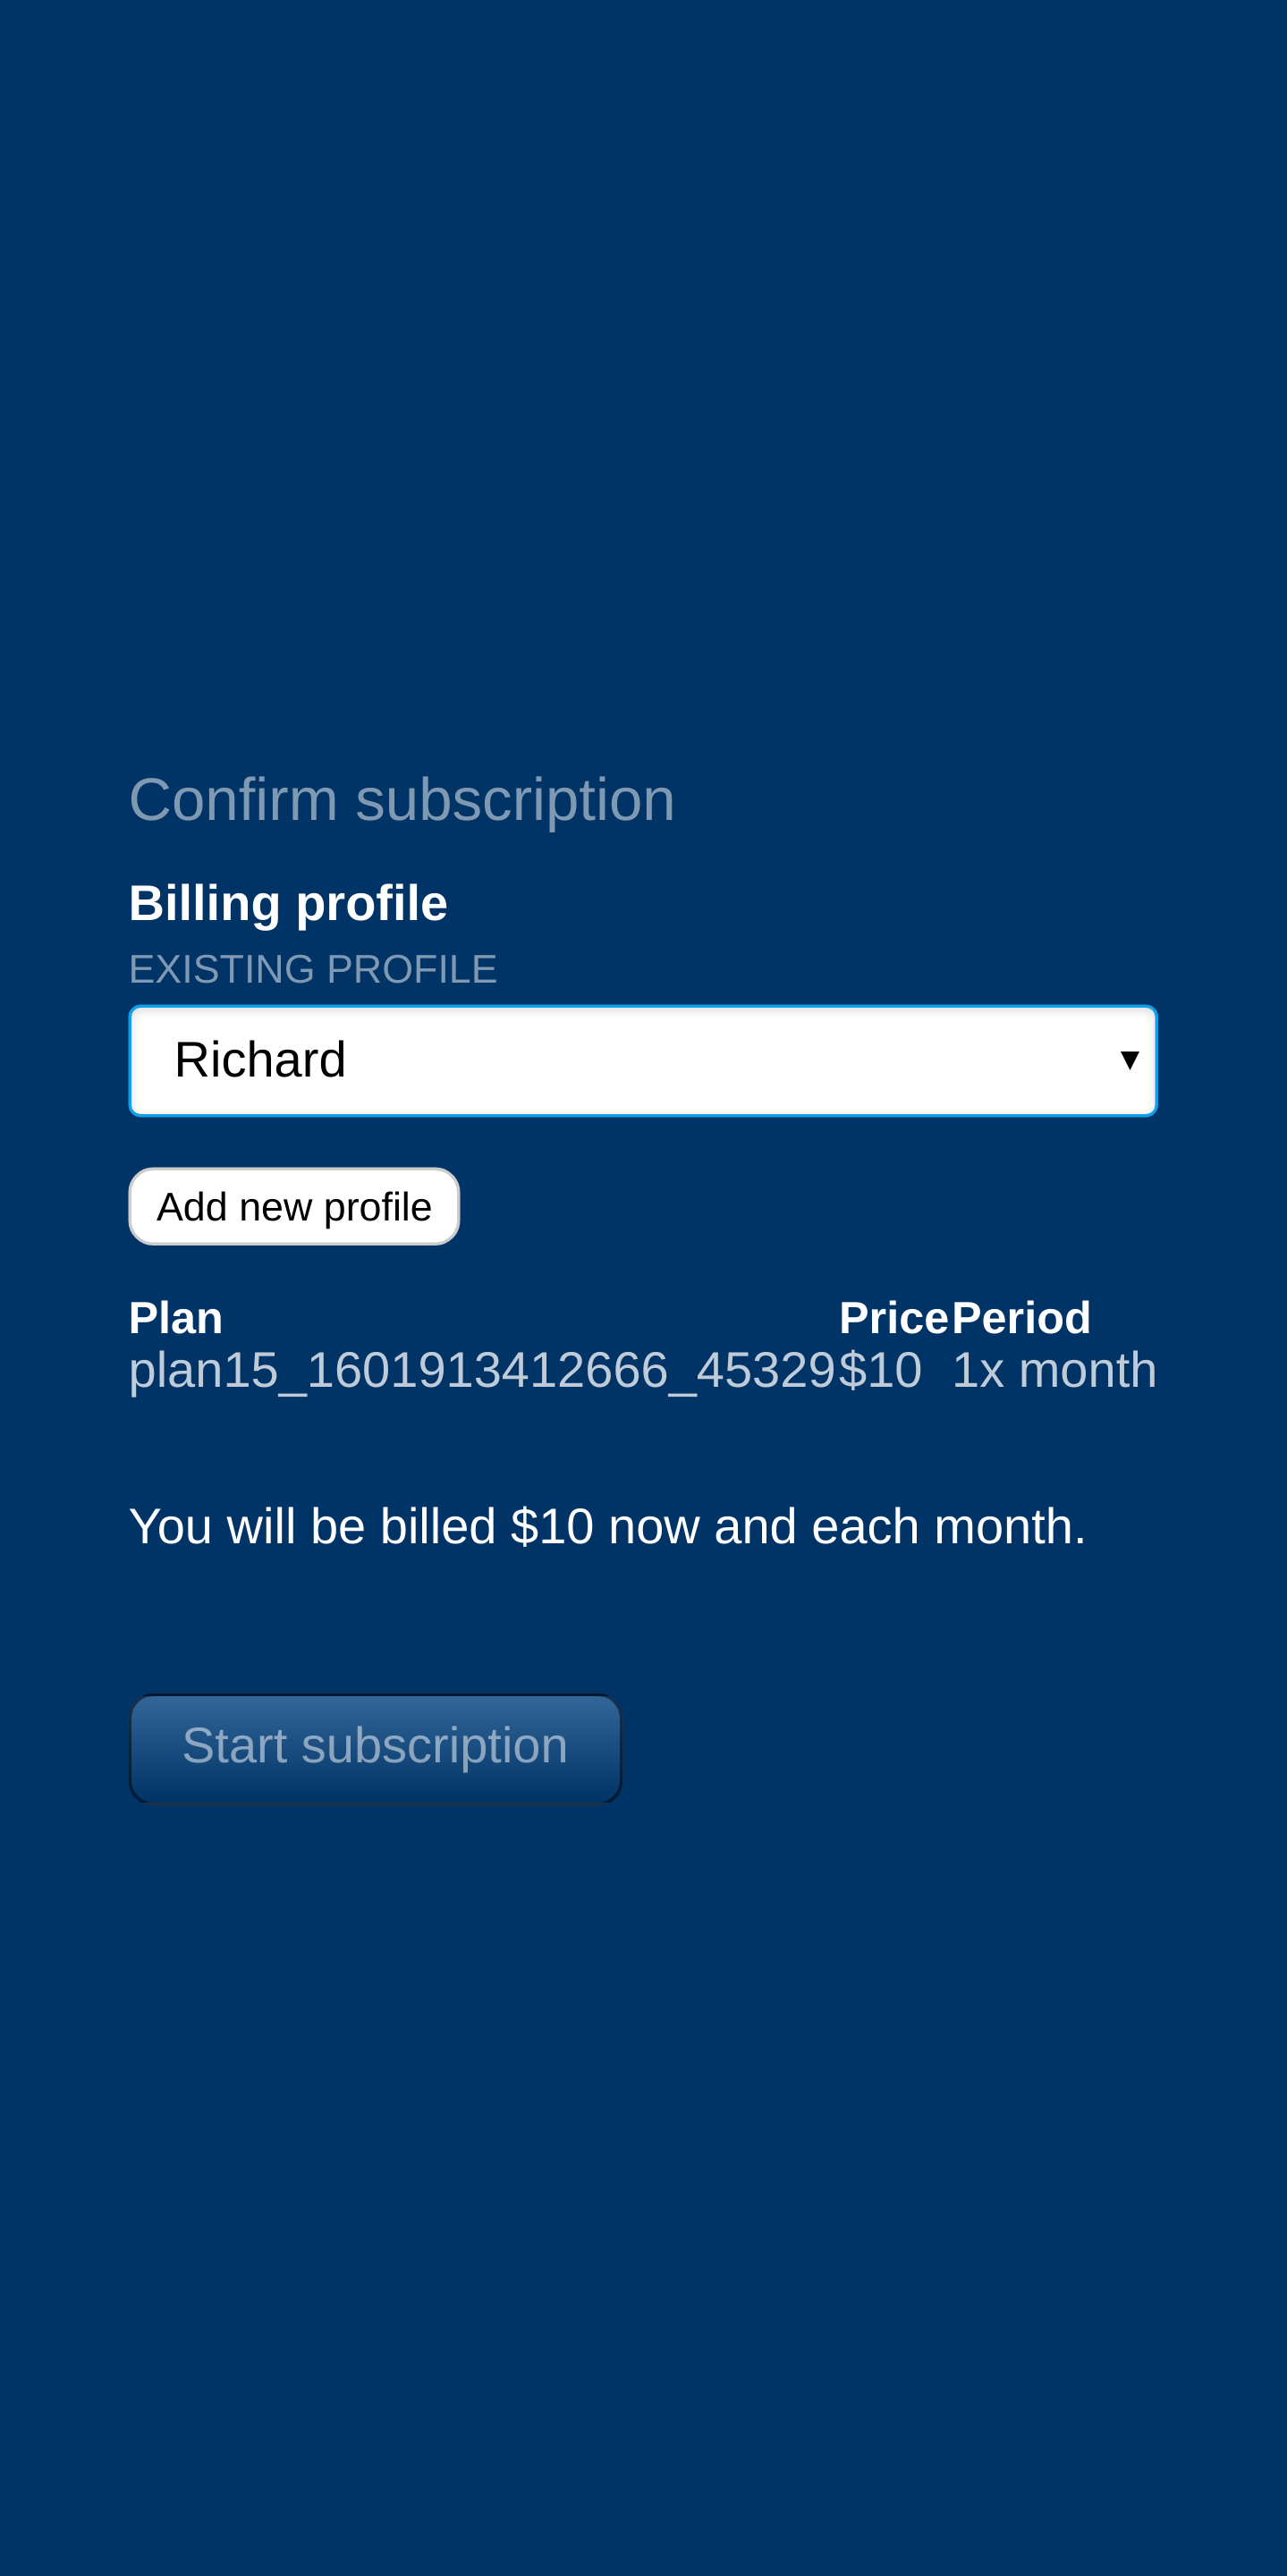 Confirm subscription
Billing profile
EXISTING PROFILE
Richard
Add new profile
Plan Price Period
plan15_1601913412666_45329 $10 1x month
You will be billed $10 now and each month.
Start subscription